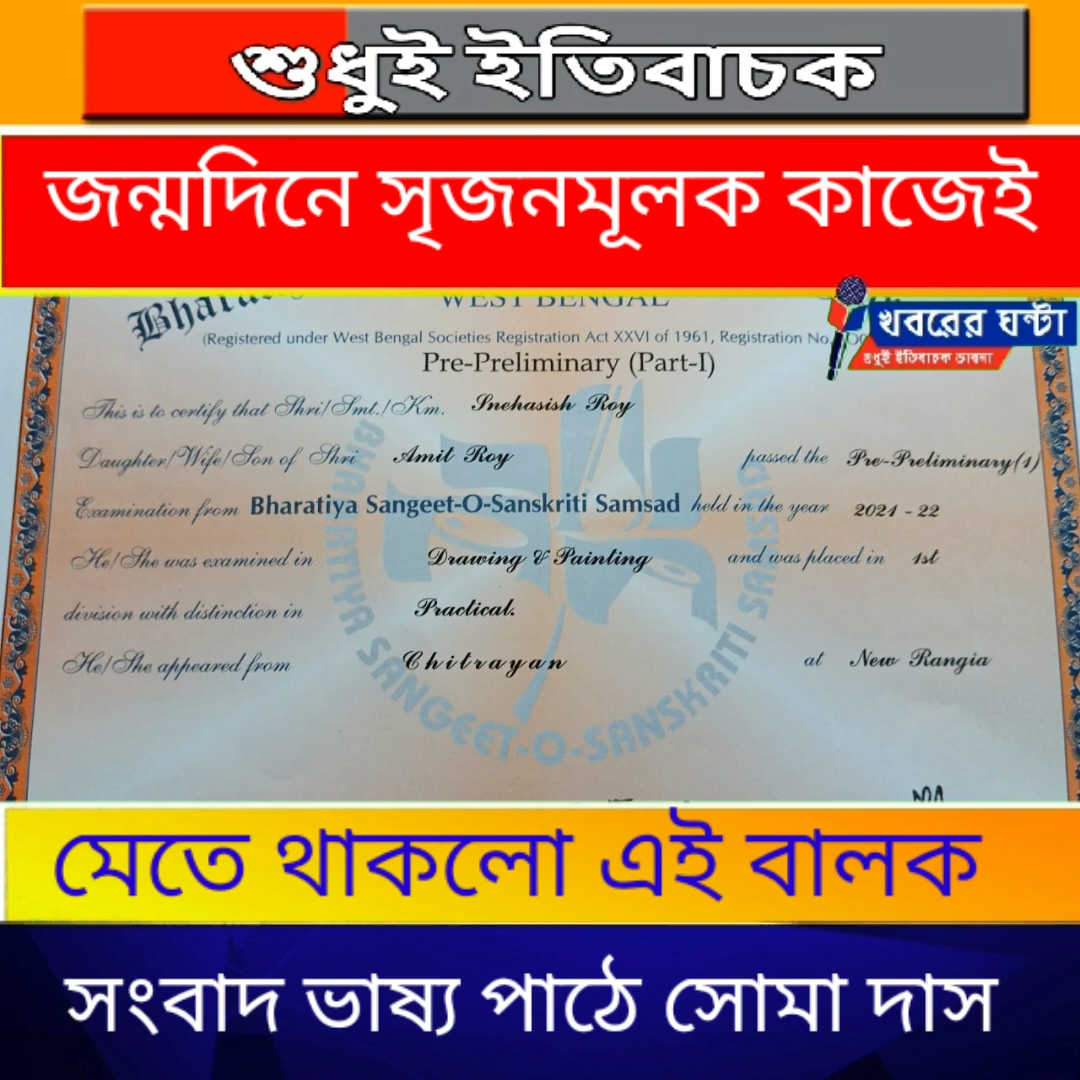 শুধুই ইতিবাচক
জন্মদিনে সৃজনমূলক কাজেই
WEST BENGAL
খবরের ঘন্টা
শুধুই ইতিবাচক ভাবনা
(Registered under West Bengal Societies Registration Act XXVI of 1961, Registration No.
Pre-Preliminary (Part-I)
This is to certify that Shri/Smt./Km. Snehasish Roy
Daughter/Wife/Son of Shri Amit Roy passed the Pre-Preliminary(1)
Examination from Bharatiya Sangeet-O-Sanskriti Samsad held in the year 2021 - 22
He/She was examined in Drawing & Painting and was placed in 1st
division with distinction in Practical.
He/She appeared from Chitrayan at New Rangia
BHARATIYA SANGEET-O-SANSKRITI SANSAD
মেতে থাকলো এই বালক
সংবাদ ভাষ্য পাঠে সোমা দাস